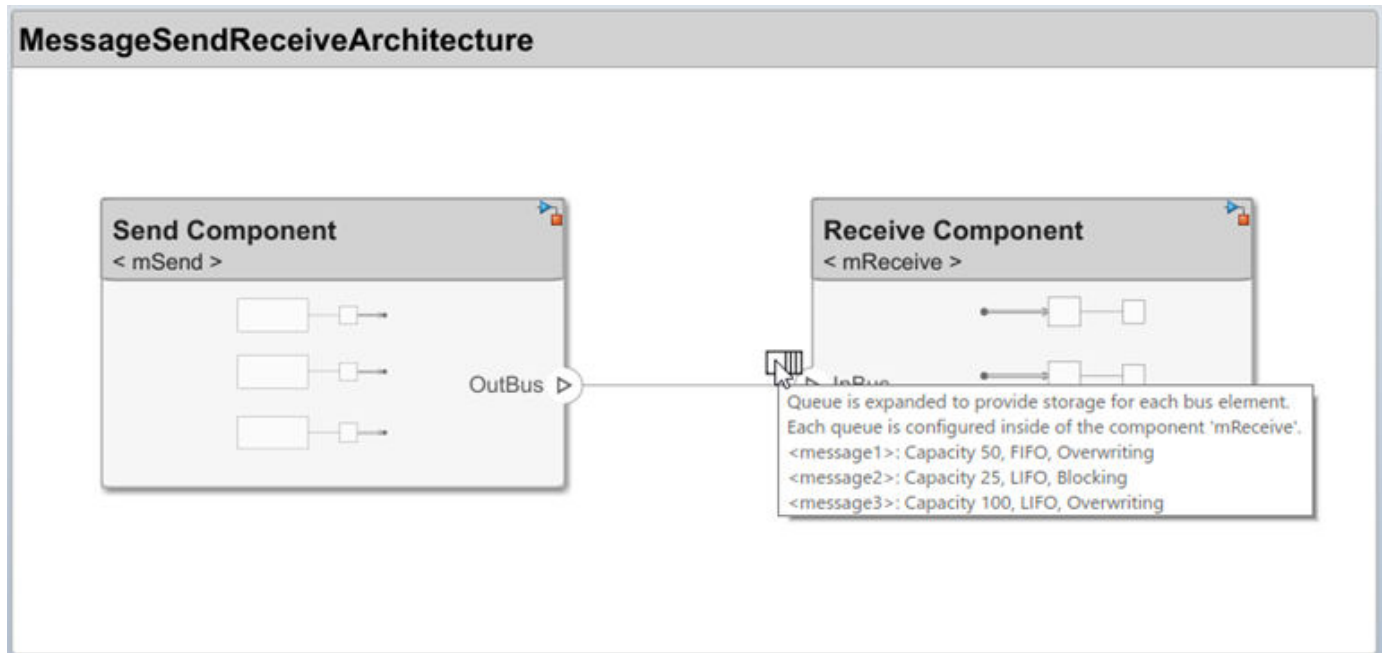 MessageSendReceiveArchitecture
Send Component
< mSend >
OutBus
Receive Component
< mReceive >
InBus
Queue is expanded to provide storage for each bus element.
Each queue is configured inside of the component 'mReceive'.
<message1>: Capacity 50, FIFO, Overwriting
<message2>: Capacity 25, LIFO, Blocking
<message3>: Capacity 100, LIFO, Overwriting